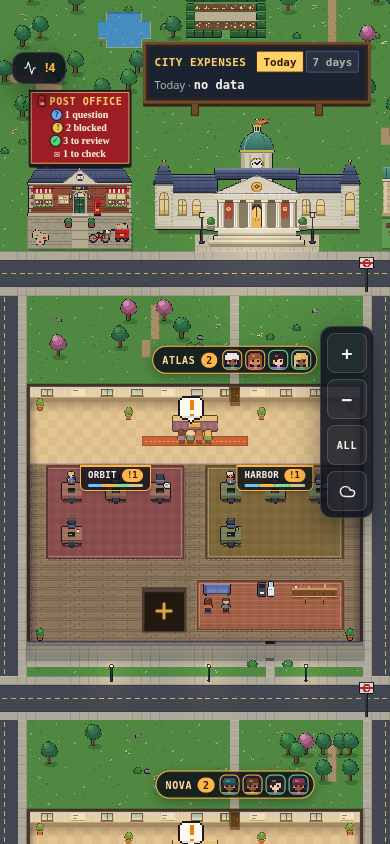 !4
CITY EXPENSES Today 7 days
Today · no data
POST OFFICE
? 1 question
! 2 blocked
✓ 3 to review
✉ 1 to check
ATLAS 2
+
−
ALL
!
ORBIT !1
HARBOR !1
+
NOVA 2
!